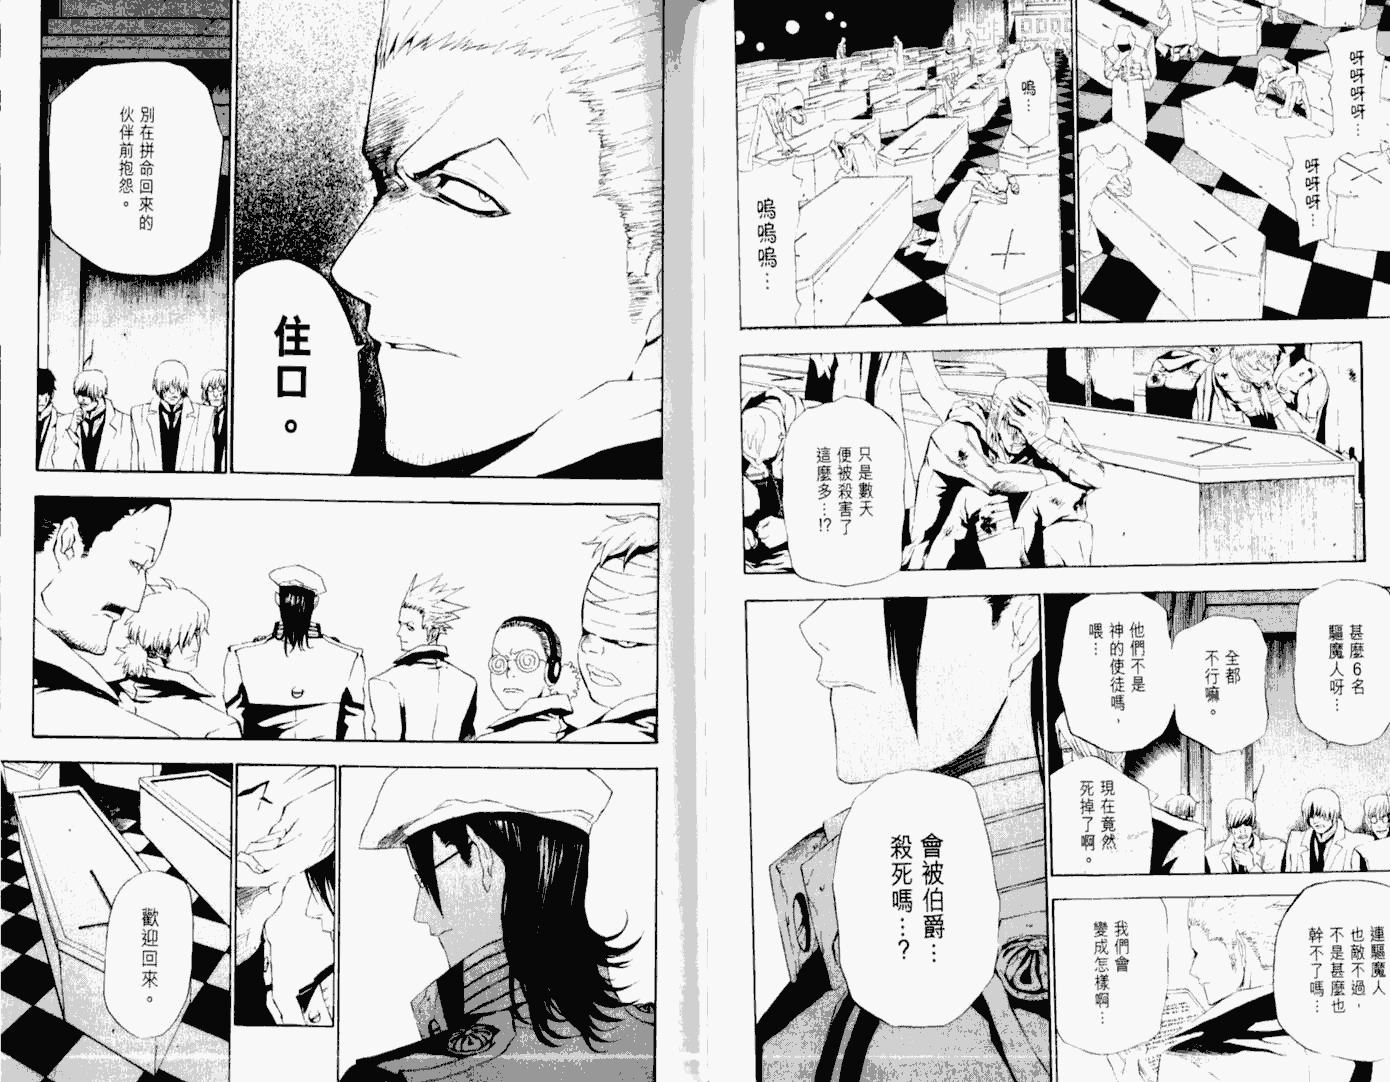 呀呀呀呀…
呀呀呀…
嗚…
嗚嗚嗚…
只是數天
便被殺害了
這麼多…!?
甚麼6名
驅魔人呀…
全都
不行嘛。
他們不是
神的使徒嗎，
喂…
現在竟然
死掉了啊。
連驅魔人
也敵不過，
不是甚麼也
幹不了嗎…
我們會
變成怎樣啊…
會被伯爵…
殺死嗎…?
住口。
別在拼命回來的
伙伴前抱怨。
歡迎回來。